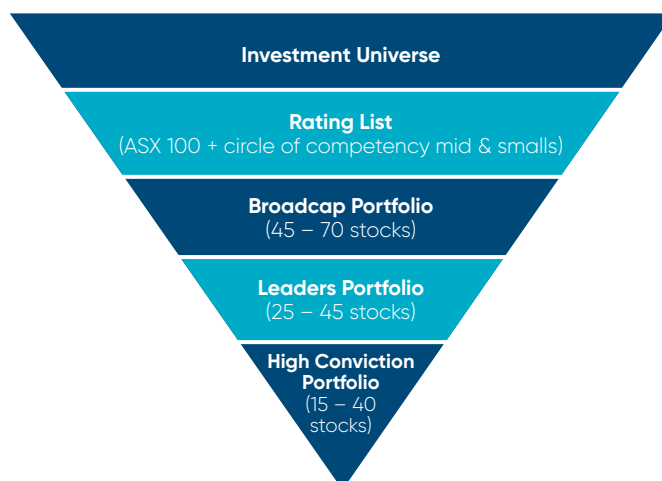 Investment Universe
Rating List
(ASX 100 + circle of competency mid & smalls)
Broadcap Portfolio
(45 – 70 stocks)
Leaders Portfolio
(25 – 45 stocks)
High Conviction
Portfolio
(15 – 40
stocks)